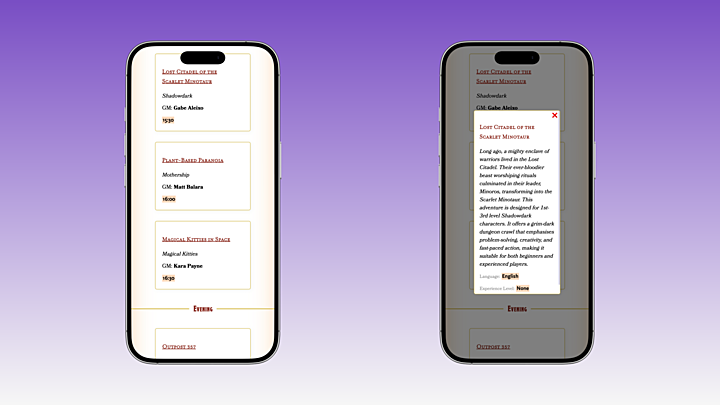 Lost Citadel of the
Scarlet Minotaur
Shadowdark
GM: Gabe Aleiso
15:30
Plant-Based Paranoia
Mothership
GM: Matt Balara
16:00
Magical Kitties in Space
Magical Kitties
GM: Kara Payne
16:30
Evening
Outpost 357
Lost Citadel of the
Scarlet Minotaur
Shadowdark
GM: Gabe Aleiso
Lost Citadel of the
Scarlet Minotaur
Long ago, a mighty enclave of
warriors lived in the Lost
Citadel. Their ever-bloodier
beast worshiping rituals
culminated in their leader,
Minoros, transforming into the
Scarlet Minotaur. This
adventure is designed for 1st-
3rd level Shadowdark
characters. It offers a grim-dark
dungeon crawl that emphasises
problem-solving, creativity, and
fast-paced action, making it
suitable for both beginners and
experienced players.
Language: English
Experience Level: None
Evening
Outpost 357